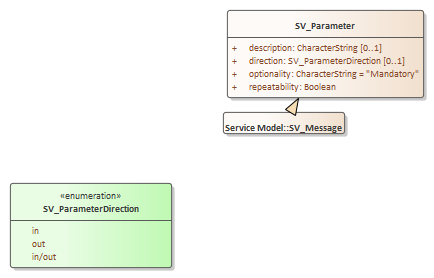 SV_Parameter
+ description: CharacterString [0..1]
+ direction: SV_ParameterDirection [0..1]
+ optionality: CharacterString = "Mandatory"
+ repeatability: Boolean
Service Model::SV_Message
«enumeration»
SV_ParameterDirection
in
out
in/out